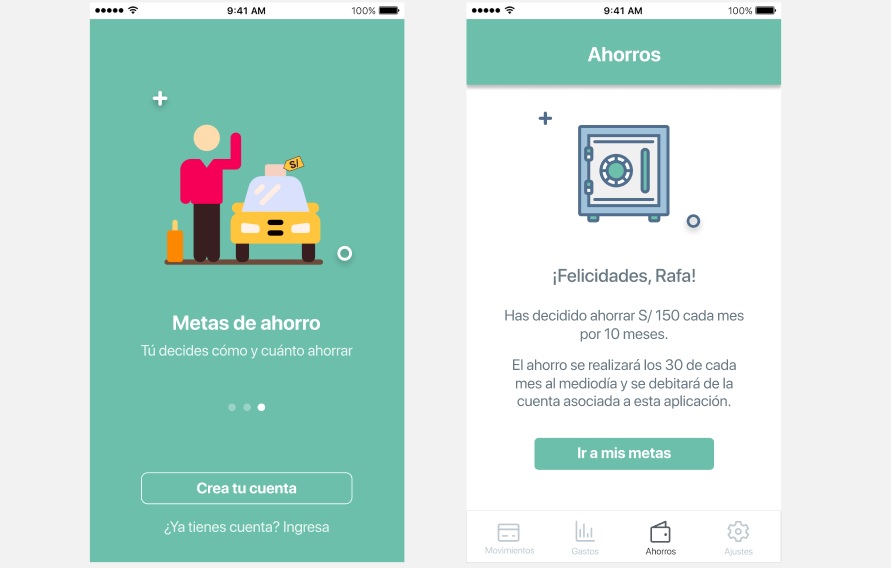 9:41 AM
100%
S/
Metas de ahorro
Tú decides cómo y cuánto ahorrar
Crea tu cuenta
¿Ya tienes cuenta? Ingresa
9:41 AM
100%
Ahorros
¡Felicidades, Rafa!
Has decidido ahorrar S/ 150 cada mes
por 10 meses.
El ahorro se realizará los 30 de cada
mes al mediodía y se debitará de la
cuenta asociada a esta aplicación.
Ir a mis metas
Movimientos
Gastos
Ahorros
Ajustes